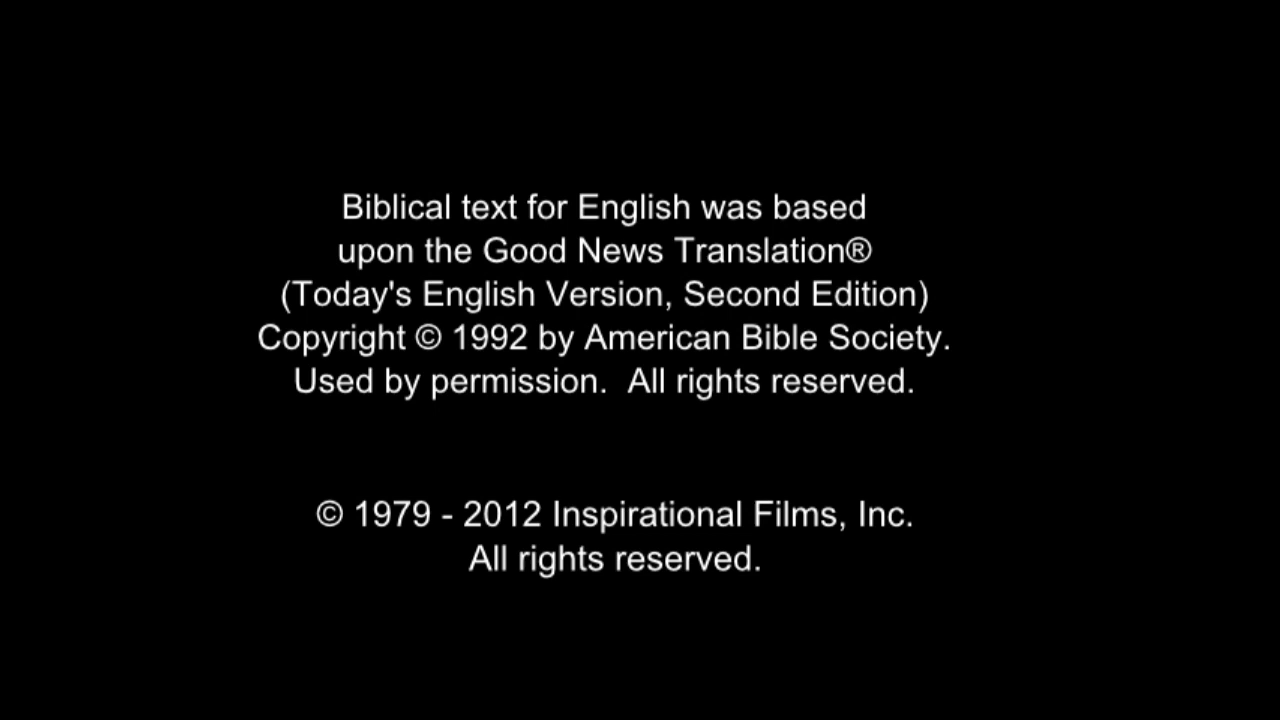 Biblical text for English was based
upon the Good News Translation®
(Today's English Version, Second Edition)
Copyright © 1992 by American Bible Society.
Used by permission.  All rights reserved.
© 1979 - 2012 Inspirational Films, Inc.
All rights reserved.